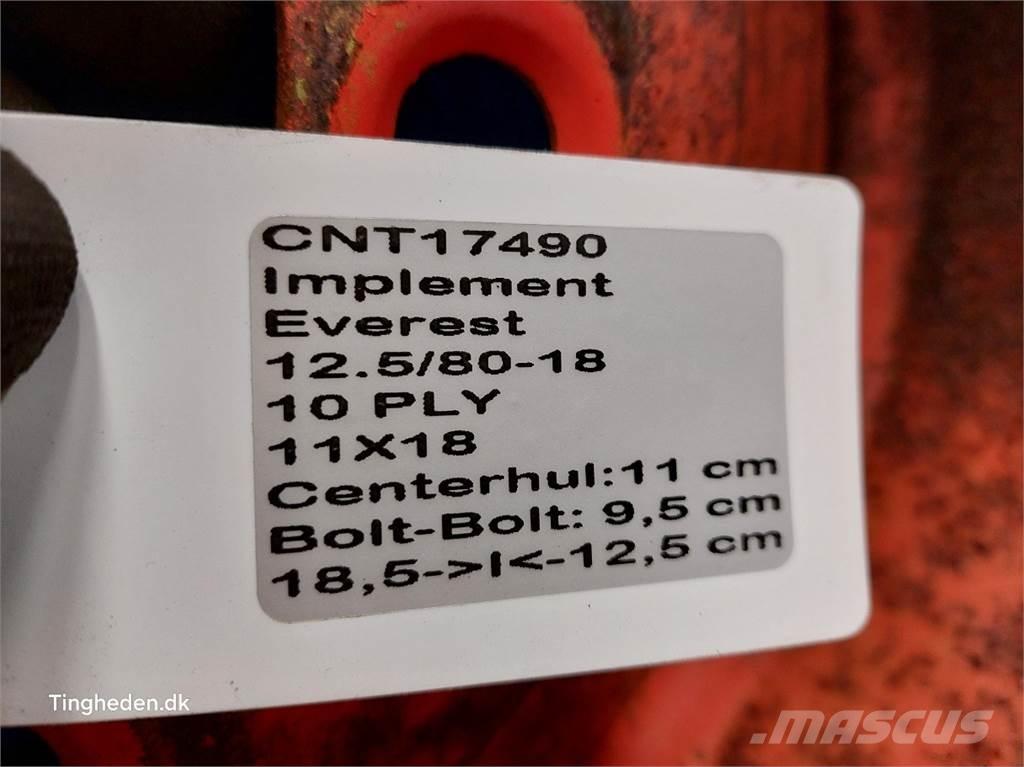 CNT17490
Implement
Everest
12.5/80-18
10 PLY
11X18
Centerhul:11 cm
Bolt-Bolt: 9,5 cm
18,5->I<-12,5 cm
Tingheden.dk
MASCUS